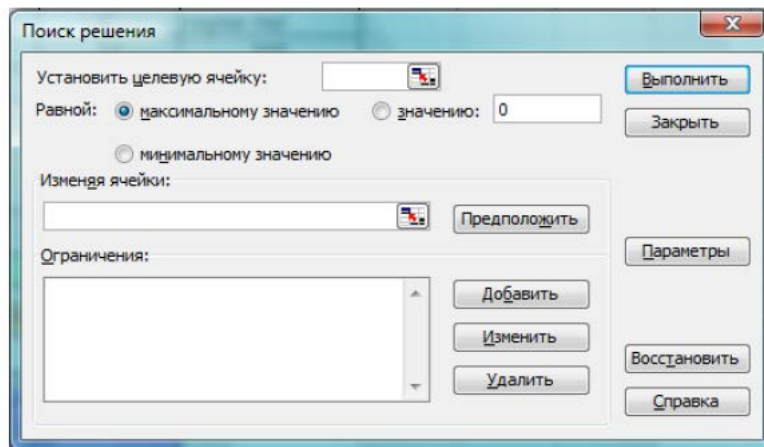 Поиск решения
Установить целевую ячейку:
Выполнить
Равной: максимальному значению значению: 0
Закрыть
минимальному значению
Изменяя ячейки:
Предположить
Ограничения:
Параметры
Добавить
Изменить
Восстановить
Удалить
Справка